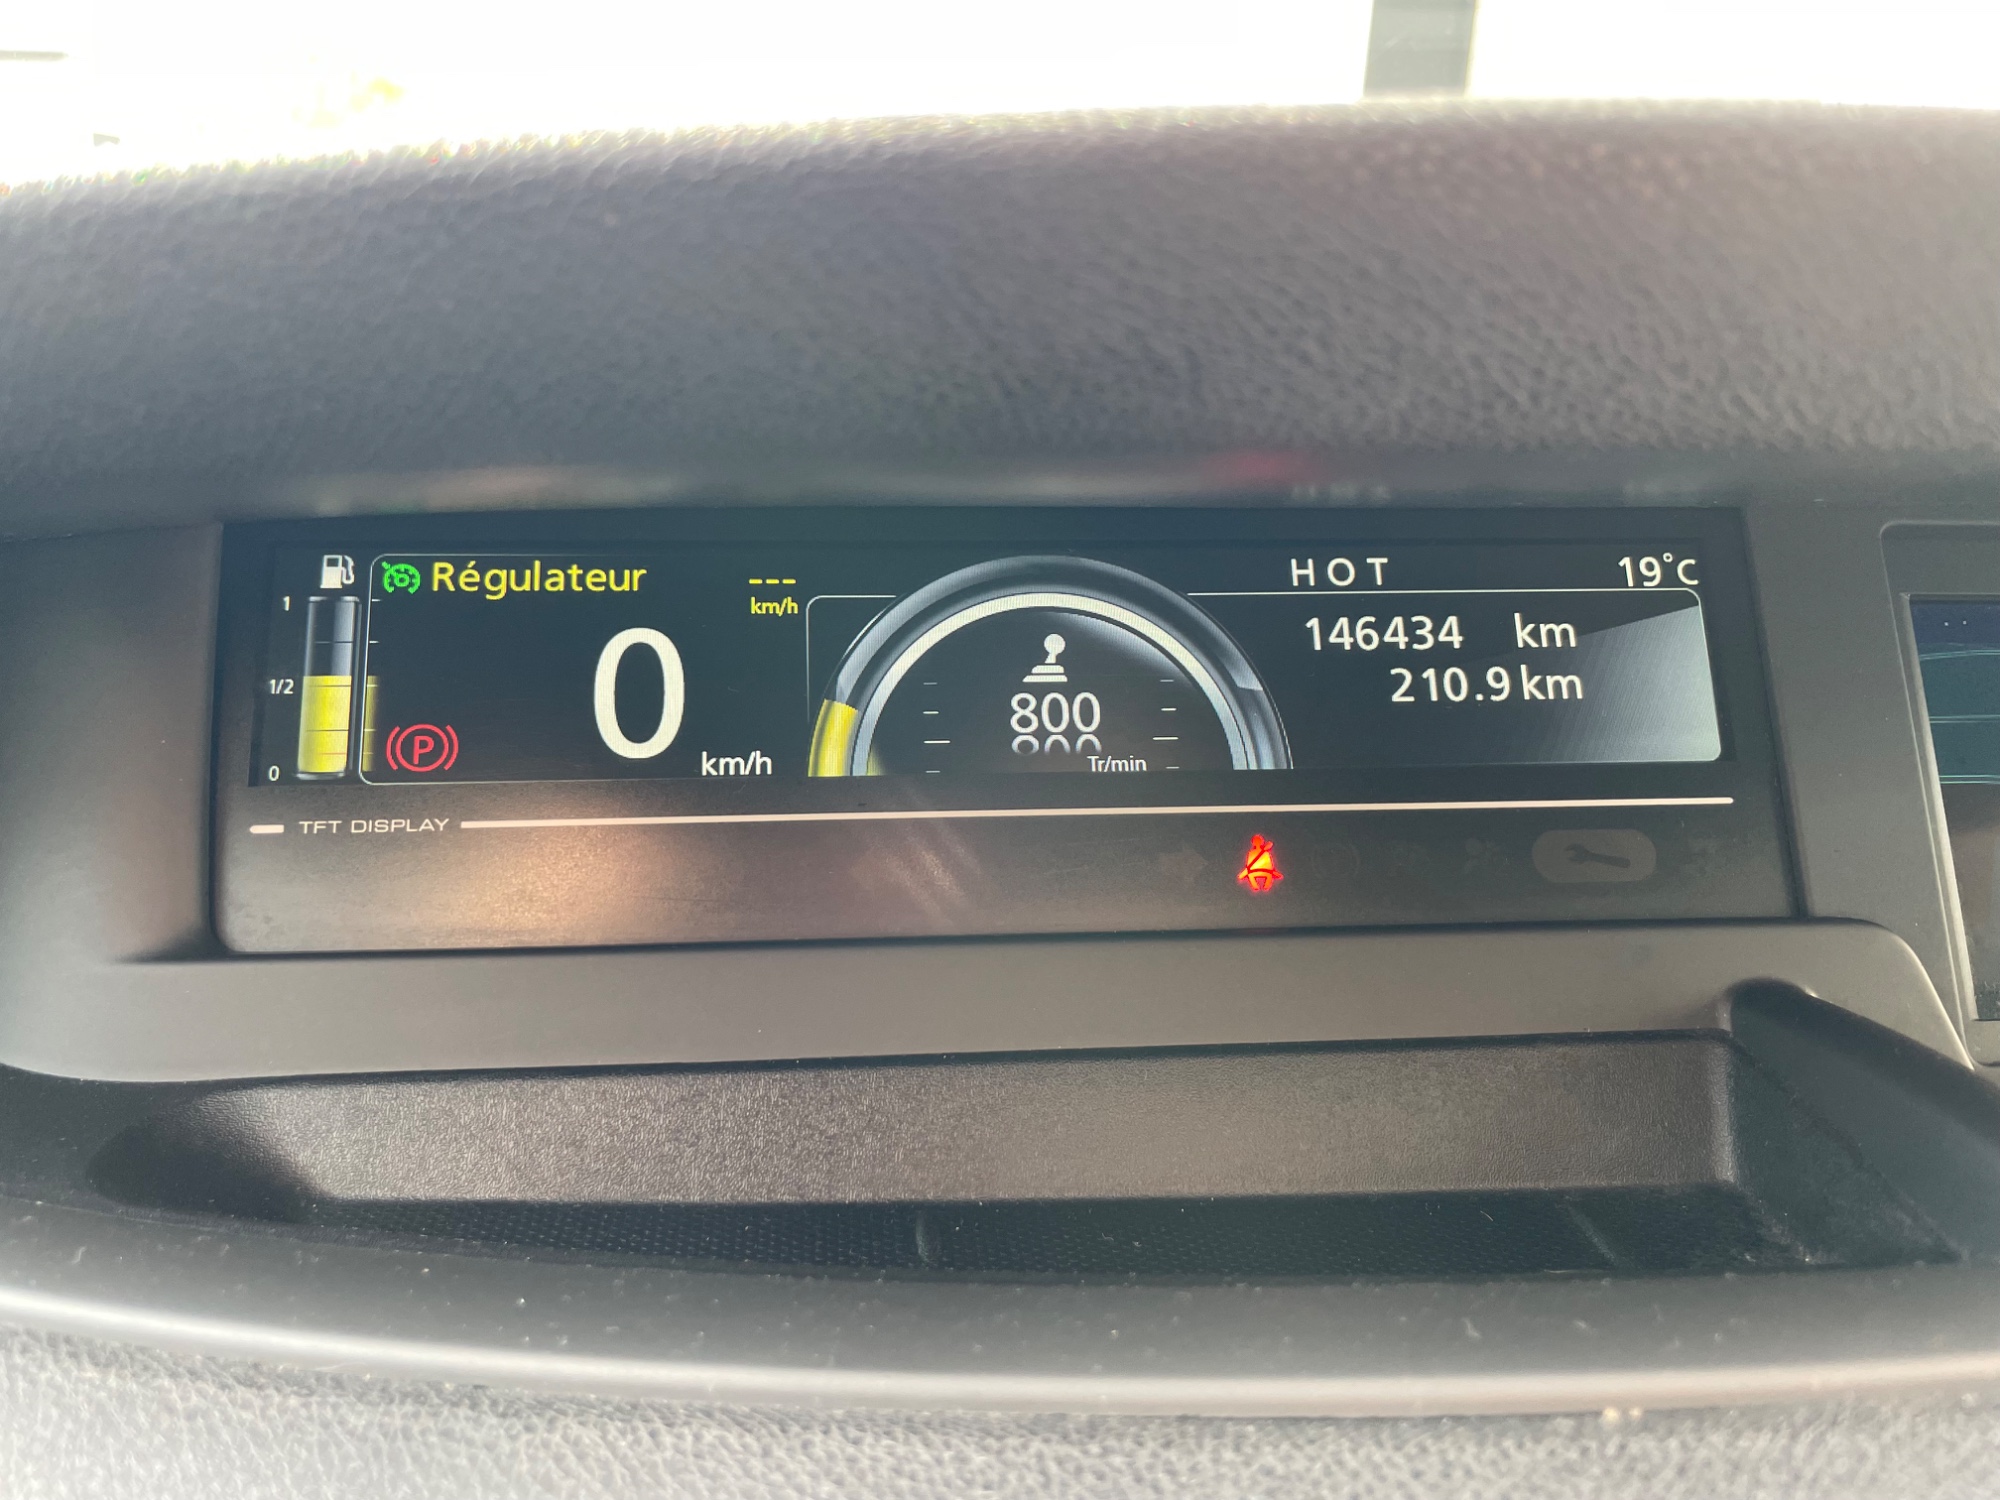 1
1/2
0
Régulateur
---
km/h
0
km/h
P
800
Tr/min
HOT
19°C
146434 km
210.9 km
TFT DISPLAY